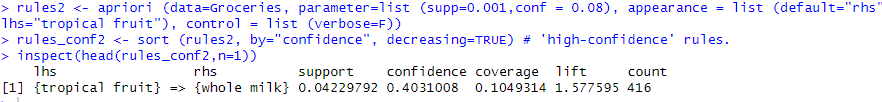 > rules2 <- apriori (data=Groceries, parameter=list (supp=0.001,conf = 0.08), appearance = list (default="rhs"
lhs="tropical fruit"), control = list (verbose=F))
> rules_conf2 <- sort (rules2, by="confidence", decreasing=TRUE) # 'high-confidence' rules.
> inspect(head(rules_conf2,n=1))
lhs rhs support confidence coverage lift count
[1] {tropical fruit} => {whole milk} 0.04229792 0.4031008 0.1049314 1.577595 416